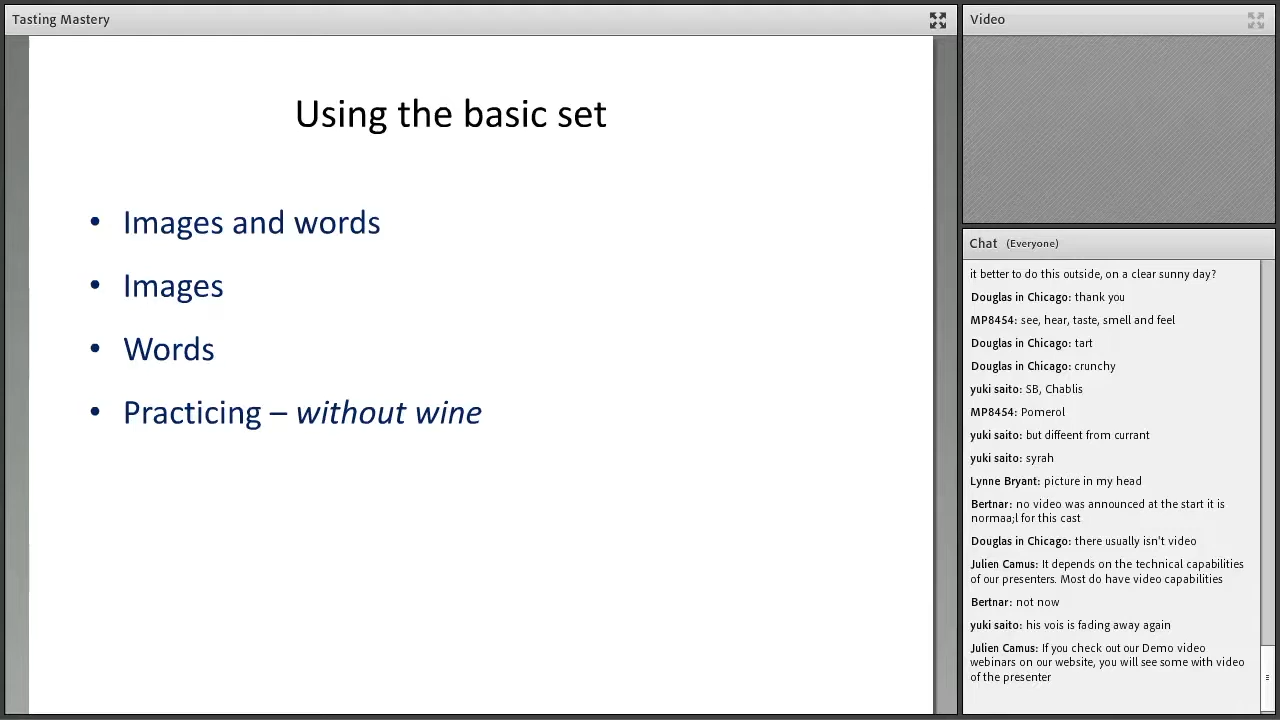 Tasting Mastery
Using the basic set
• Images and words
• Images
• Words
• Practicing – without wine
Video
Chat (Everyone)
it better to do this outside, on a clear sunny day?
Douglas in Chicago: thank you
MP8454: see, hear, taste, smell and feel
Douglas in Chicago: tart
Douglas in Chicago: crunchy
yuki saito: SB, Chablis
MP8454: Pomerol
yuki saito: but diffeent from currant
yuki saito: syrah
Lynne Bryant: picture in my head
Bertnar: no video was announced at the start it is
normaa;l for this cast
Douglas in Chicago: there usually isn't video
Julien Camus: It depends on the technical capabilities
of our presenters. Most do have video capabilities
Bertnar: not now
yuki saito: his vois is fading away again
Julien Camus: If you check out our Demo video
webinars on our website, you will see some with video
of the presenter